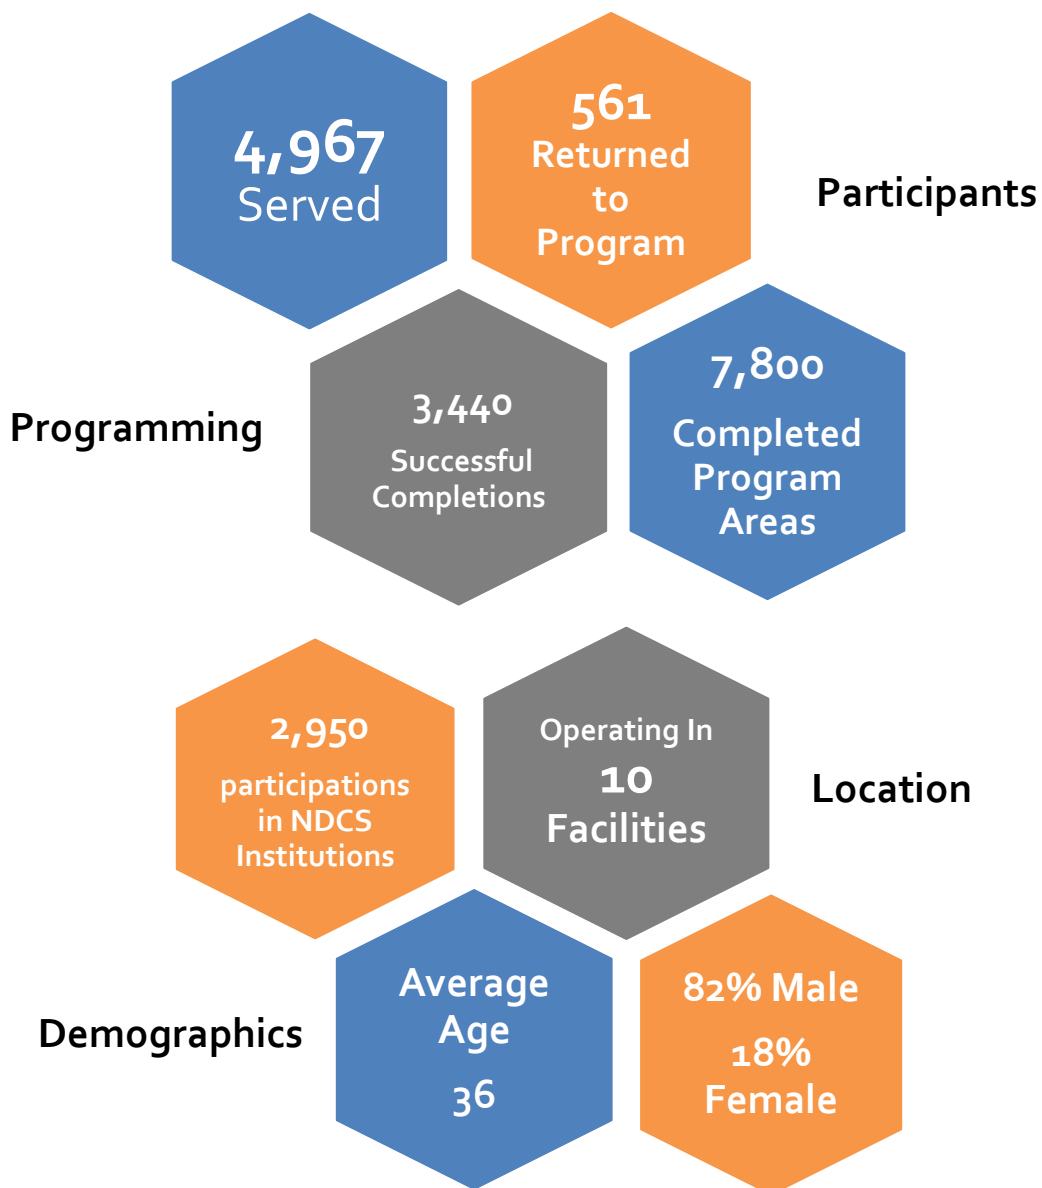 4,967
Served
561
Returned
to
Program
Participants
Programming
3,440
Successful
Completions
7,800
Completed
Program
Areas
2,950
participations
in NDCS
Institutions
Operating In
10
Facilities
Location
Demographics
Average
Age
36
82% Male
18%
Female